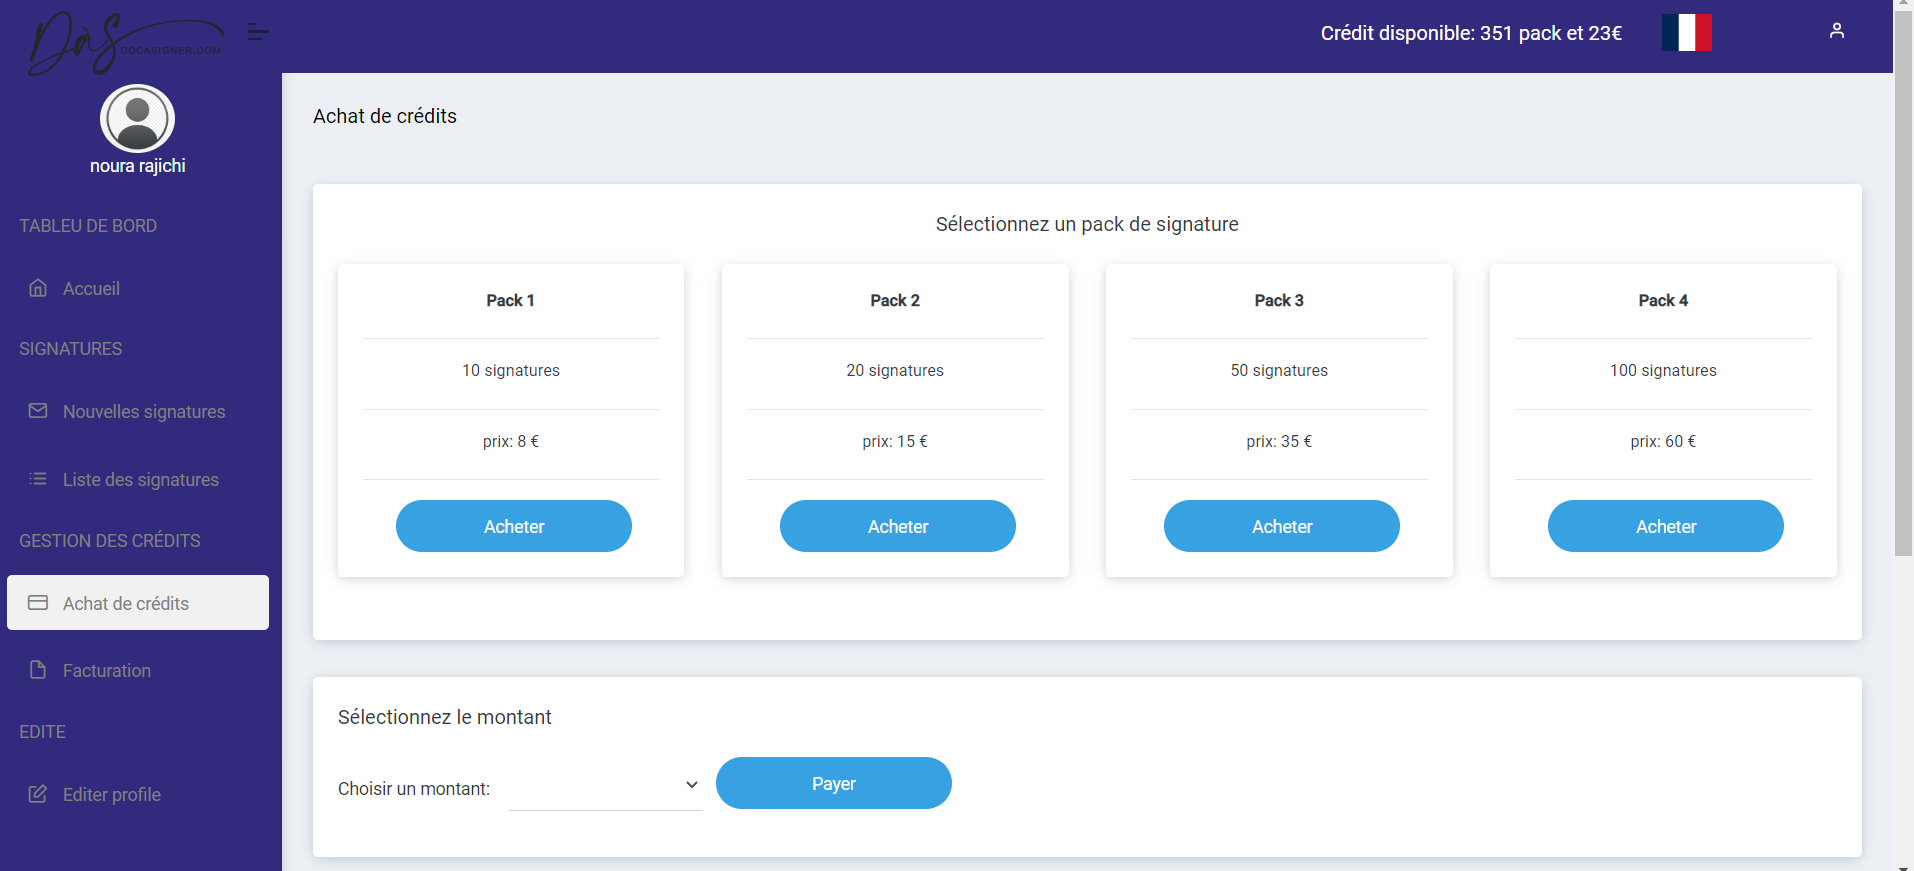 DàS
DOCASIGNER.COM
Crédit disponible: 351 pack et 23€
noura rajichi
TABLEU DE BORD
Accueil
SIGNATURES
Nouvelles signatures
Liste des signatures
GESTION DES CRÉDITS
Achat de crédits
Facturation
EDITE
Editer profile
Achat de crédits
Sélectionnez un pack de signature
Pack 1
10 signatures
prix: 8 €
Acheter
Pack 2
20 signatures
prix: 15 €
Acheter
Pack 3
50 signatures
prix: 35 €
Acheter
Pack 4
100 signatures
prix: 60 €
Acheter
Sélectionnez le montant
Choisir un montant:
Payer